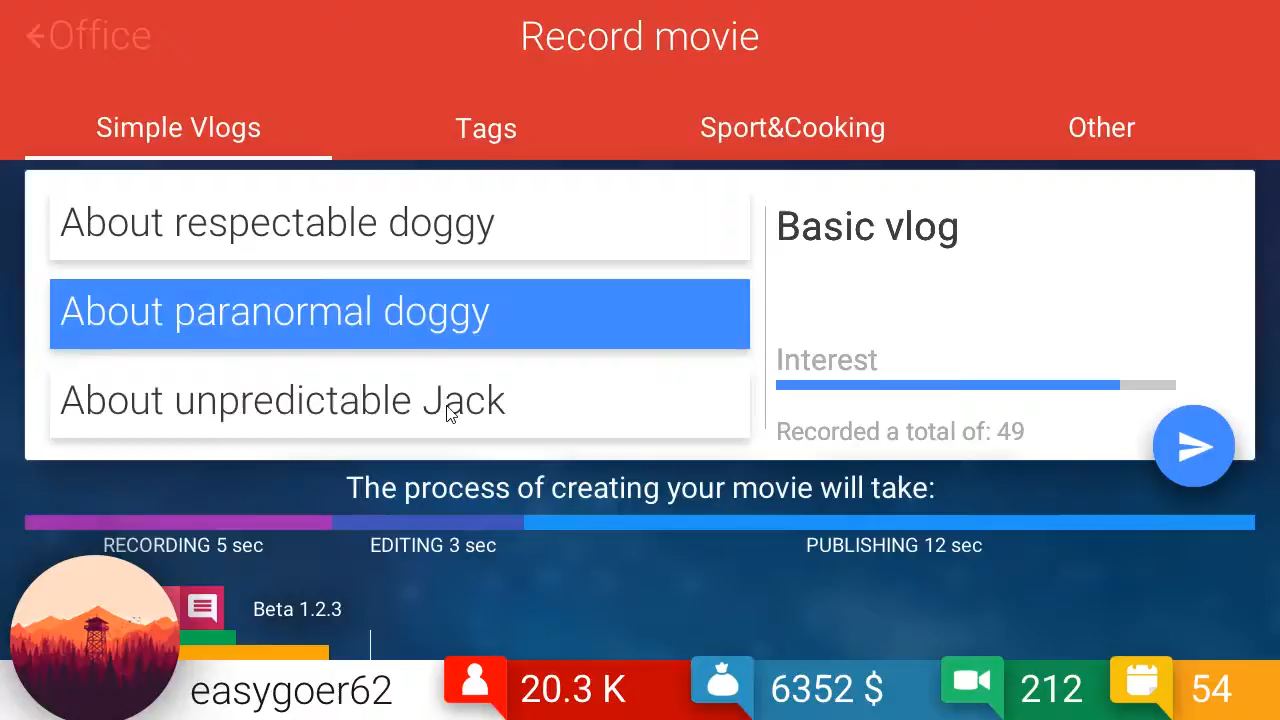 Office
Record movie
Simple Vlogs
Tags
Sport&Cooking
Other
About respectable doggy
About paranormal doggy
About unpredictable Jack
Basic vlog
Interest
Recorded a total of: 49
The process of creating your movie will take:
RECORDING 5 sec
EDITING 3 sec
PUBLISHING 12 sec
Beta 1.2.3
easygoer62
20.3 K
6352 $
212
54